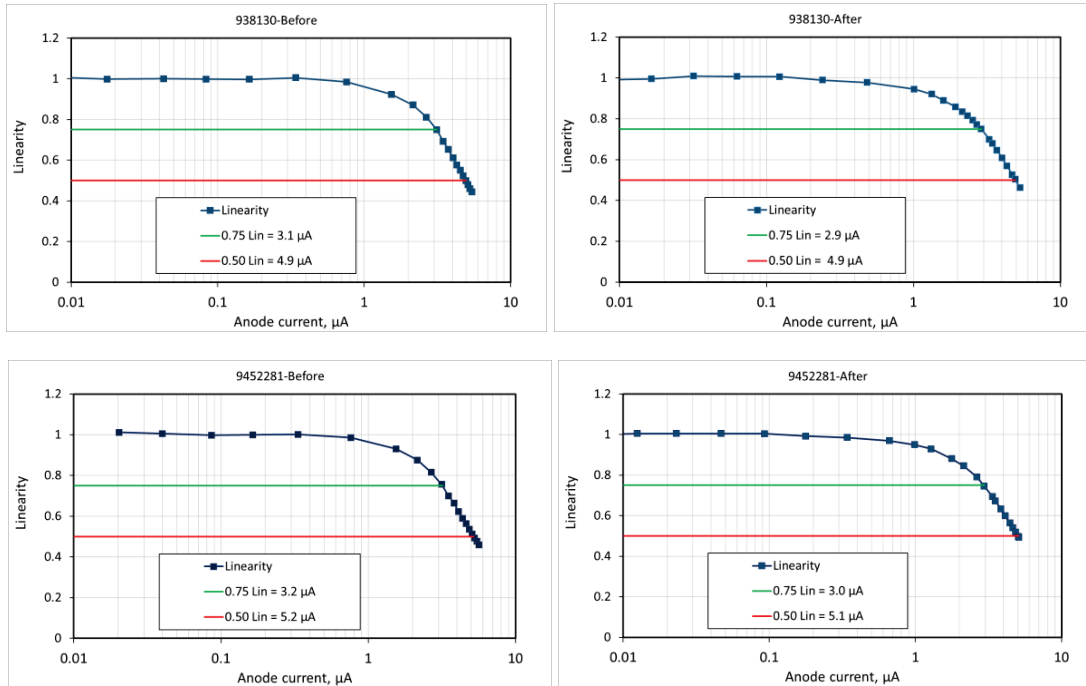 938130-Before
1.2
1
0.8
0.6
0.4
0.2
0
Linearity
Linearity
0.75 Lin = 3.1 µA
0.50 Lin = 4.9 µA
0.01 0.1 1 10
Anode current, µA
938130-After
1.2
1
0.8
0.6
0.4
0.2
0
Linearity
Linearity
0.75 Lin = 2.9 µA
0.50 Lin = 4.9 µA
0.01 0.1 1 10
Anode current, µA
9452281-Before
1.2
1
0.8
0.6
0.4
0.2
0
Linearity
Linearity
0.75 Lin = 3.2 µA
0.50 Lin = 5.2 µA
0.01 0.1 1 10
Anode current, µA
9452281-After
1.2
1
0.8
0.6
0.4
0.2
0
Linearity
Linearity
0.75 Lin = 3.0 µA
0.50 Lin = 5.1 µA
0.01 0.1 1 10
Anode current, µA